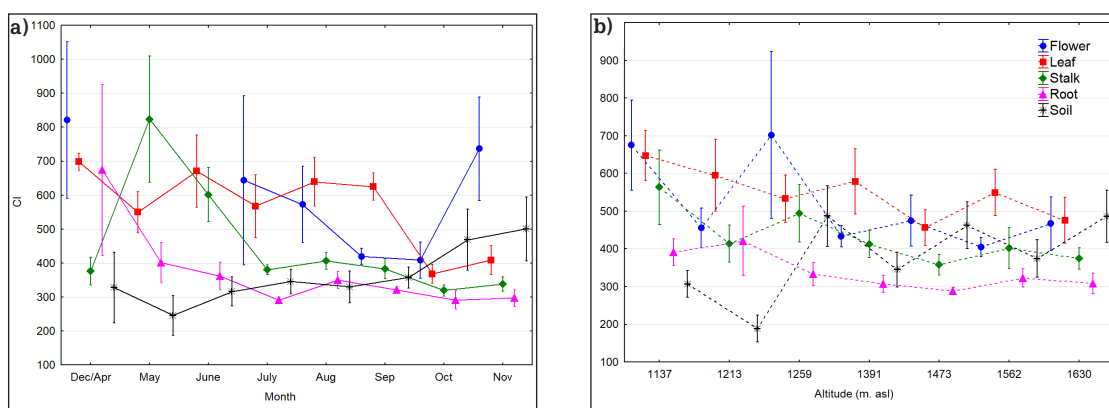 a)
1100
1000
900
800
700
600
500
400
300
200
100
CI
Dec/Apr May June July Aug Sep Oct Nov
Month
b)
900
800
700
600
500
400
300
200
100
Flower
Leaf
Stalk
Root
Soil
1137 1213 1259 1391 1473 1562 1630
Altitude (m. asl)